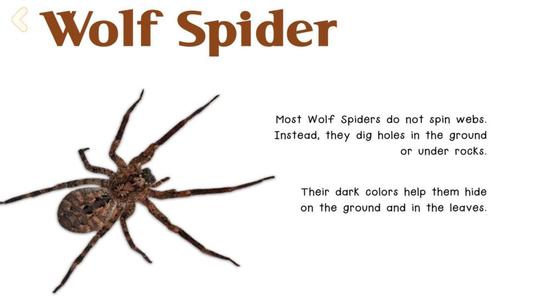 Wolf Spider
Most Wolf Spiders do not spin webs.
Instead, they dig holes in the ground
or under rocks.
Their dark colors help them hide
on the ground and in the leaves.